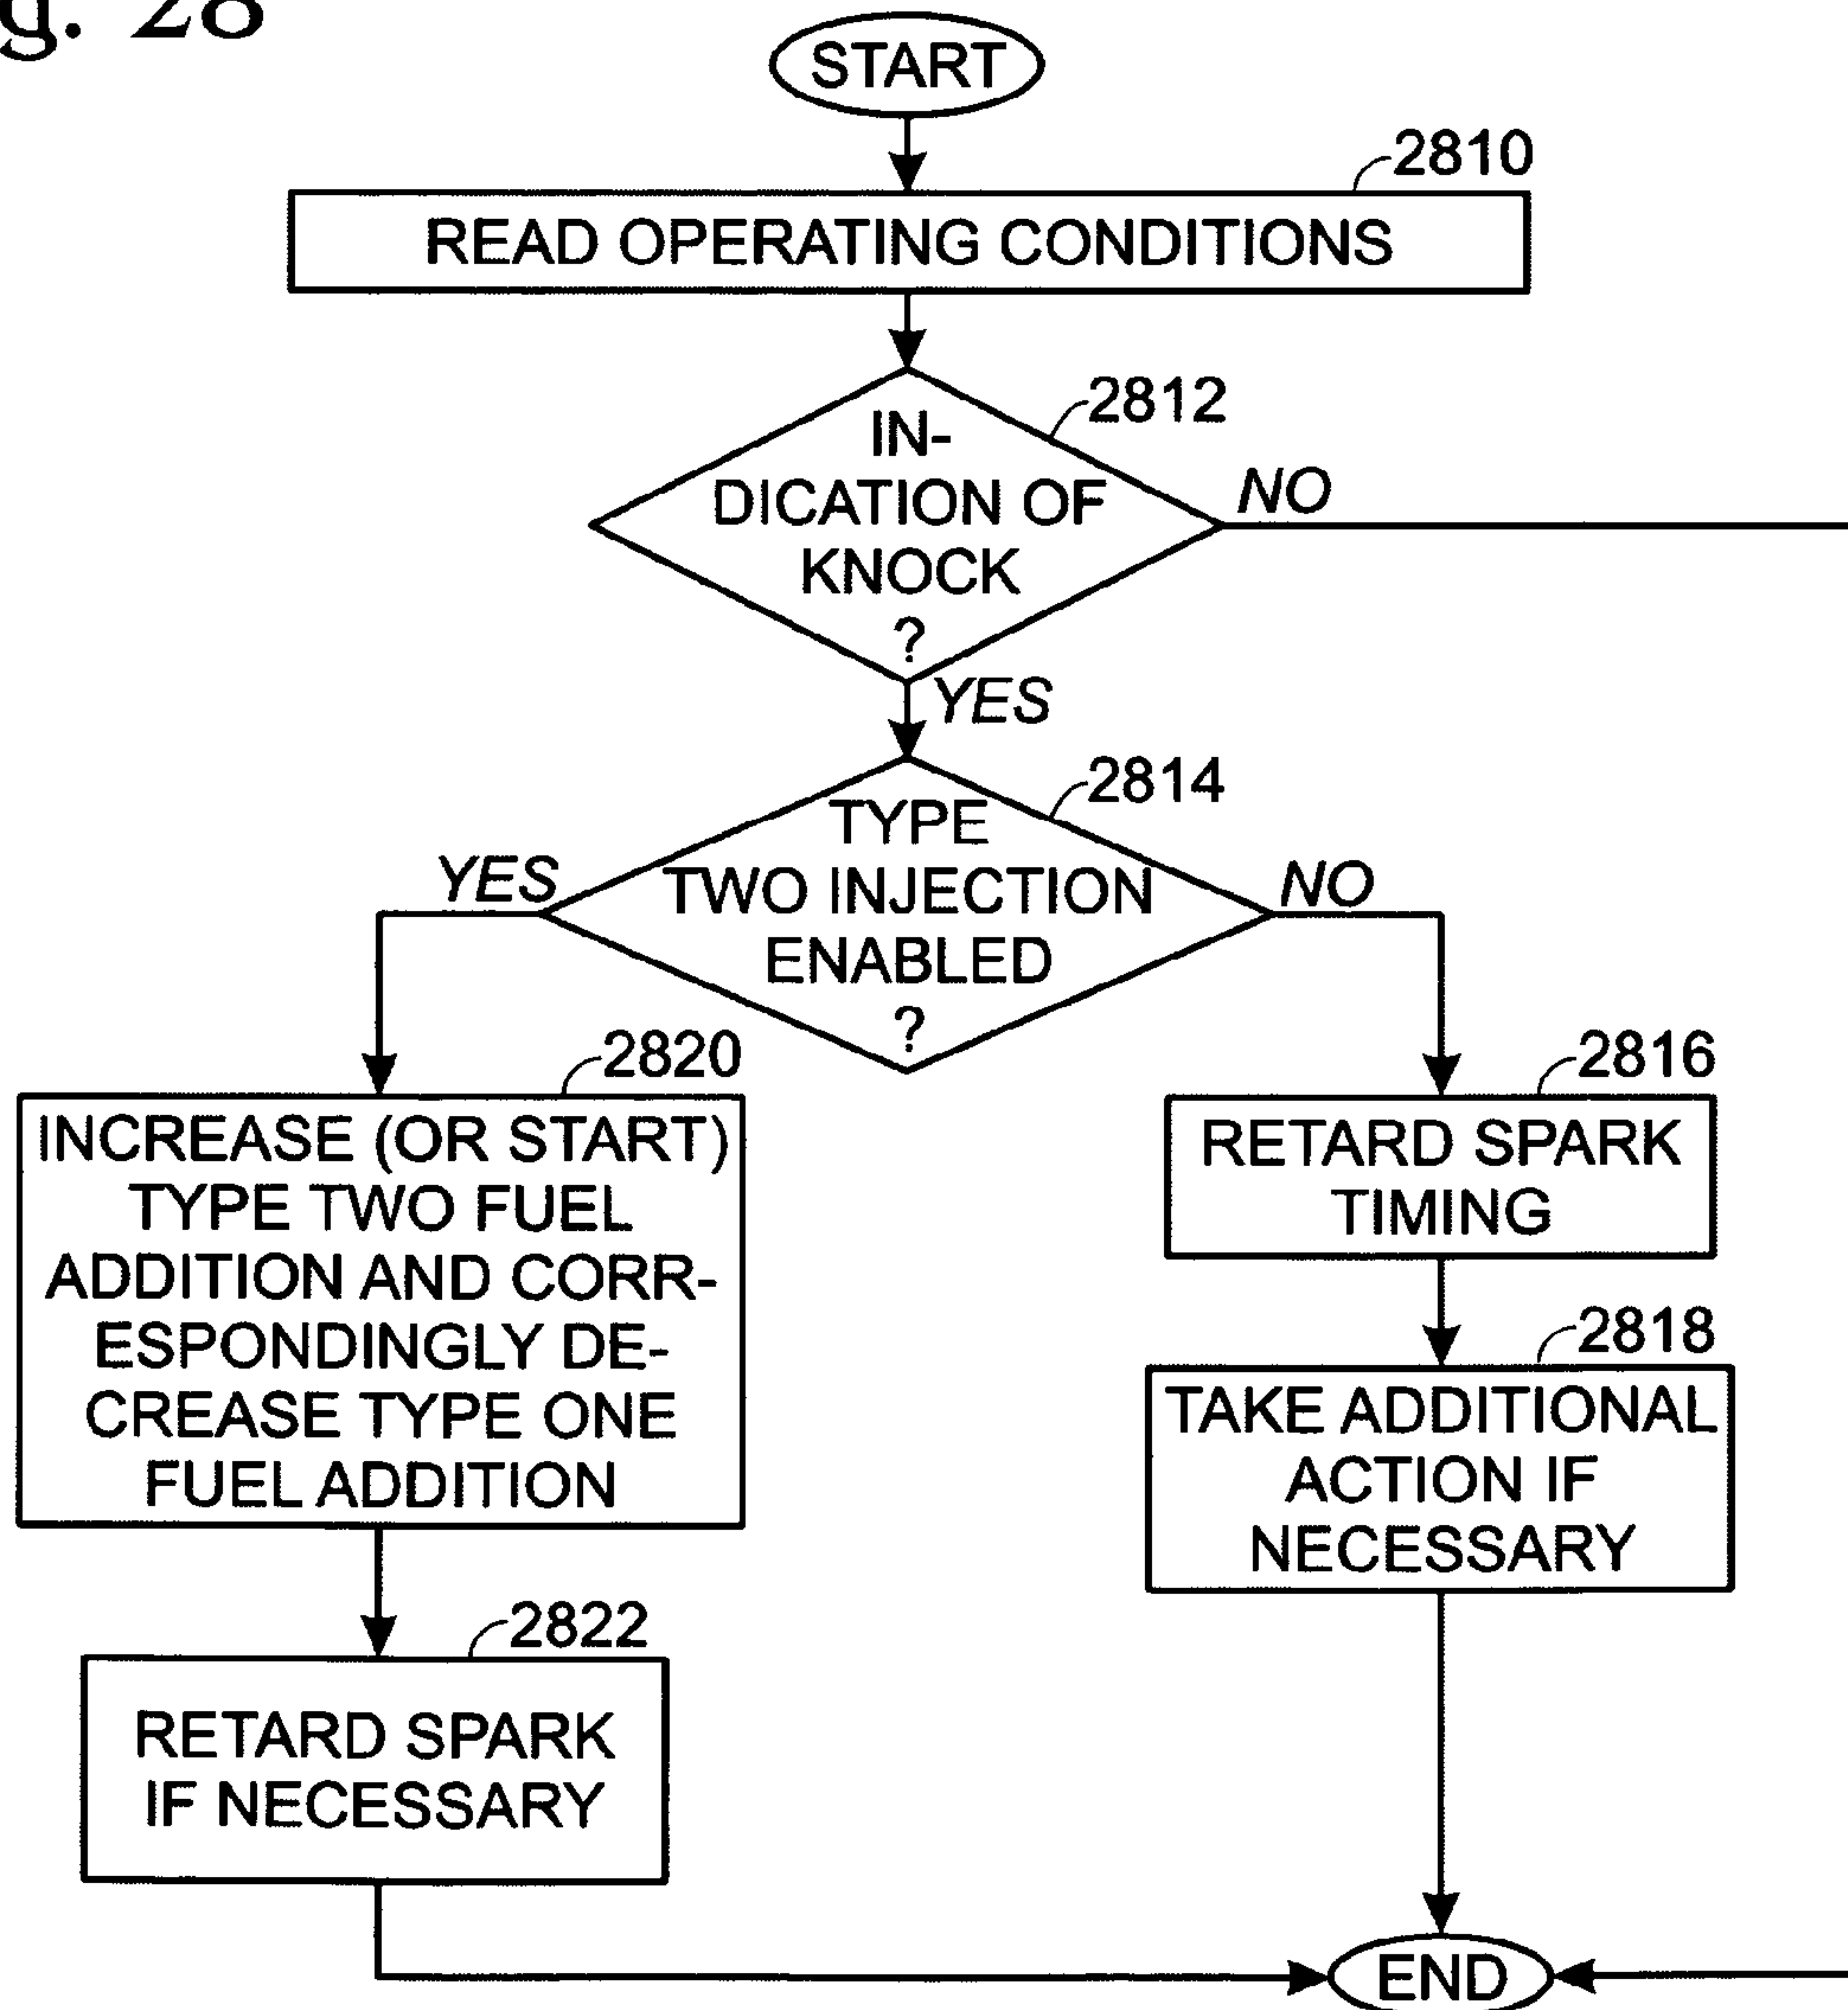 g. 28
START
2810
READ OPERATING CONDITIONS
2812
IN-
DICATION OF
KNOCK
?
NO
YES
2814
TYPE
TWO INJECTION
ENABLED
?
YES
NO
2820
INCREASE (OR START)
TYPE TWO FUEL
ADDITION AND CORR-
ESPONDINGLY DE-
CREASE TYPE ONE
FUEL ADDITION
2816
RETARD SPARK
TIMING
2818
TAKE ADDITIONAL
ACTION IF
NECESSARY
2822
RETARD SPARK
IF NECESSARY
END